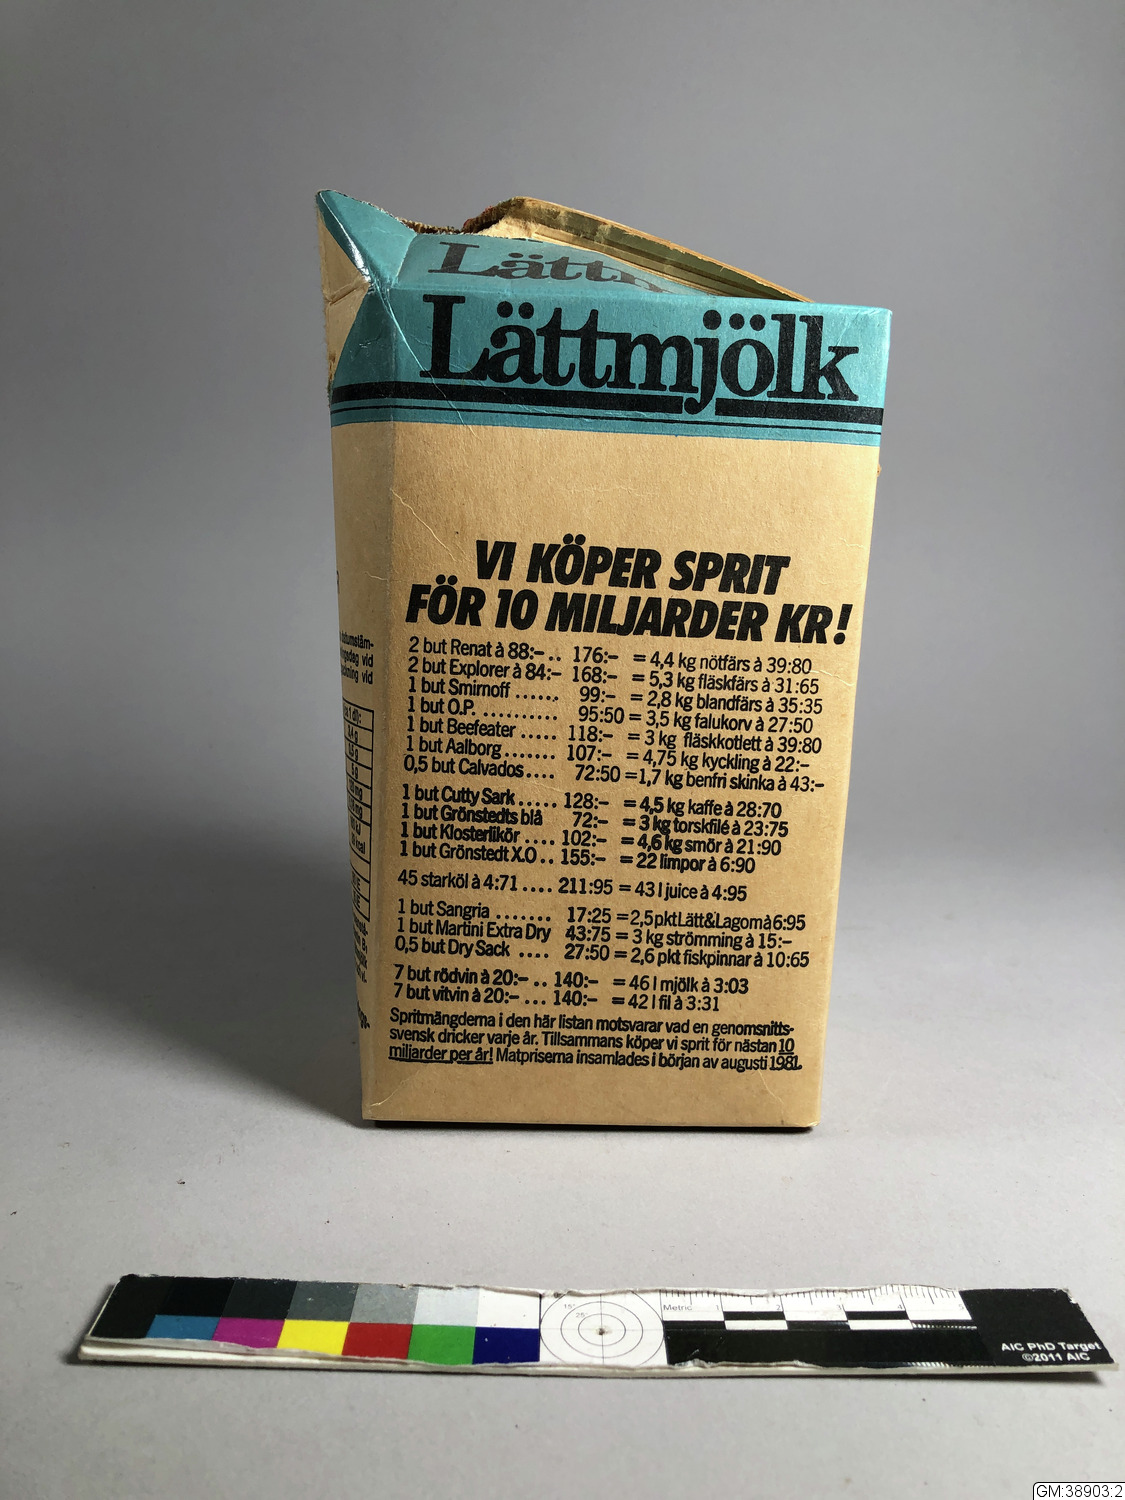 Lättm
Lättmjölk
VI KÖPER SPRIT
FÖR 10 MILJARDER KR!
2 but Renat à 88:– .. 176:– = 4,4 kg nötfärs à 39:80
2 but Explorer à 84:– 168:– = 5,3 kg fläskfärs à 31:65
1 but Smirnoff ...... 99:– = 2,8 kg blandfärs à 35:35
1 but O.P. .......... 95:50 = 3,5 kg falukorv à 27:50
1 but Beefeater ..... 118:– = 3 kg fläskkotlett à 39:80
1 but Aalborg ....... 107:– = 4,75 kg kyckling à 22:–
0,5 but Calvados .... 72:50 = 1,7 kg benfri skinka à 43:–
1 but Cutty Sark ..... 128:– = 4,5 kg kaffe à 28:70
1 but Grönstedts blå 72:– = 3 kg torskfilé à 23:75
1 but Klosterlikör .... 102:– = 4,6 kg smör à 21:90
1 but Grönstedt X.O .. 155:– = 22 limpor à 6:90
45 starköl à 4:71 .... 211:95 = 43 l juice à 4:95
1 but Sangria ....... 17:25 = 2,5 pkt Lätt&Lagom à 6:95
1 but Martini Extra Dry 43:75 = 3 kg strömming à 15:–
0,5 but Dry Sack .... 27:50 = 2,6 pkt fiskpinnar à 10:65
7 but rödvin à 20:– .. 140:– = 46 l mjölk à 3:03
7 but vitvin à 20:– ... 140:– = 42 l fil à 3:31
Spritmängderna i den här listan motsvarar vad en genomsnitts-
svensk dricker varje år. Tillsammans köper vi sprit för nästan 10
miljarder per år! Matpriserna insamlades i början av augusti 1981.
vid
vid
kcal
15°
25°
Metric 1 2 3 4 5
AIC PhD Target
©2011 AIC
GM:38903:2